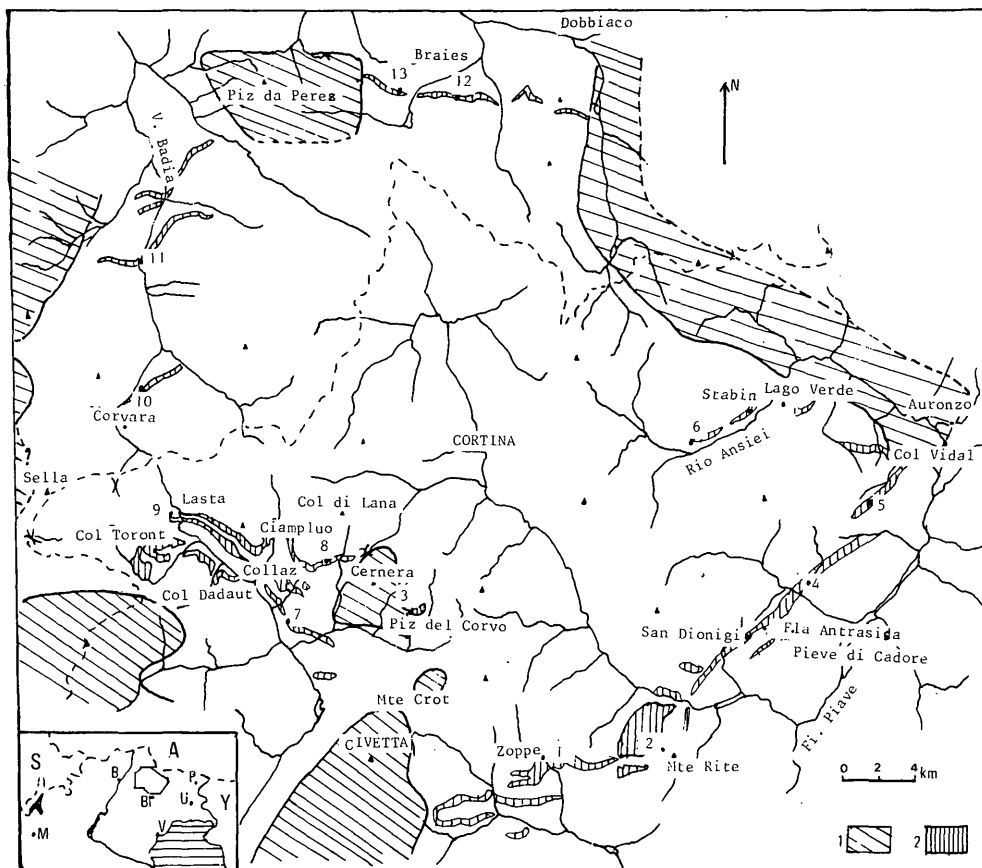 Dobbiaco
Braies
13
12
Piz da Peres
N
V. Badia
11
10
Corvara
Stabin
Lago Verde
6
Rio Ansiei
Auronzo
CORTINA
Col Vidal
Sella
Lasta
Col di Lana
5
9
Ciampluo
Col Toront
8
Collaz
Cernera
4
3
Col Dadaut
7
Piz del Corvo
San Dionigi
F.la Antrasida
Pieve di Cadore
Mte Crot
CIVETTA
Zoppe
1
2
Mte Rite
Fi. Piave
0 2 4 km
S
A
B
P
Bl
U
Y
V
M
1
2